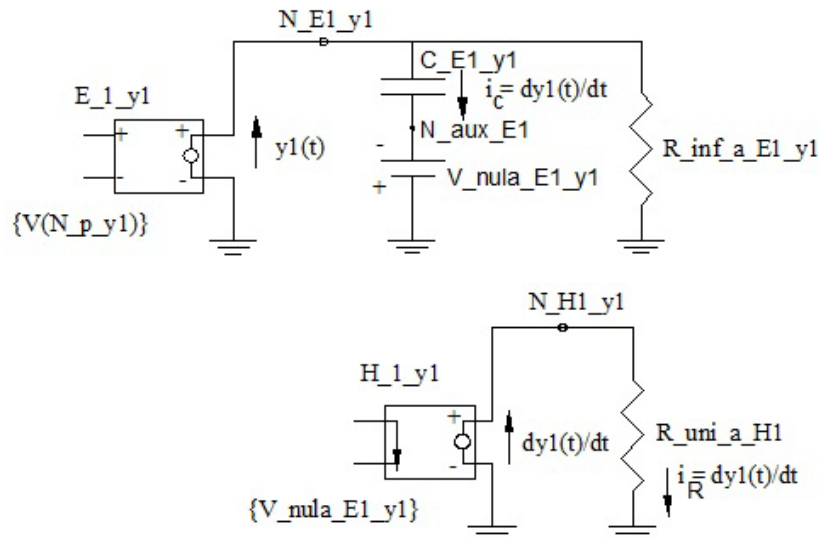 N_E1_y1
C_E1_y1
E_1_y1
i_C = dy1(t)/dt
+
+
N_aux_E1
y1(t)
-
R_inf_a_E1_y1
-
-
V_nula_E1_y1
+
{V(N_p_y1)}
N_H1_y1
H_1_y1
+
dy1(t)/dt
R_uni_a_H1
-
i_R = dy1(t)/dt
{V_nula_E1_y1}